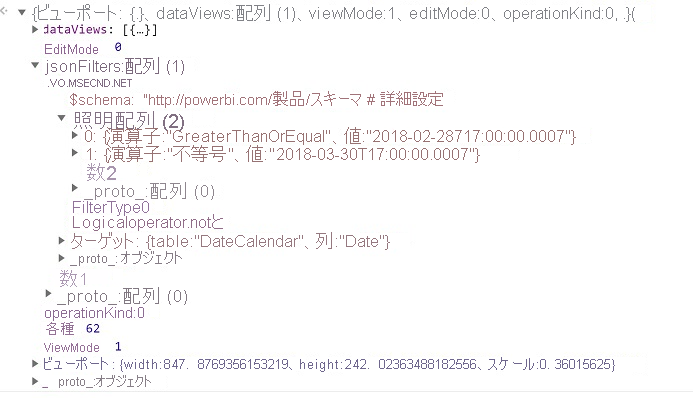 {ビューポート: {.}、dataViews:配列 (1)、viewMode:1、editMode:0、operationKind:0, .}(
dataViews: [{…}]
EditMode 0
jsonFilters:配列 (1)
.VO.MSECND.NET
$schema: "http://powerbi.com/製品/スキーマ # 詳細設定
照明配列 (2)
0: {演算子:"GreaterThanOrEqual"、値:"2018-02-28717:00:00.0007"}
1: {演算子:"不等号"、値:"2018-03-30T17:00:00.0007"}
数2
_proto_:配列 (0)
FilterType0
Logicaloperator.notと
ターゲット: {table:"DateCalendar"、列:"Date"}
_proto_:オブジェクト
数1
_proto_:配列 (0)
operationKind:0
各種 62
ViewMode 1
ビューポート: {width:847. 8769356153219、height:242. 02363488182556、スケール:0. 36015625}
_ proto_:オブジェクト